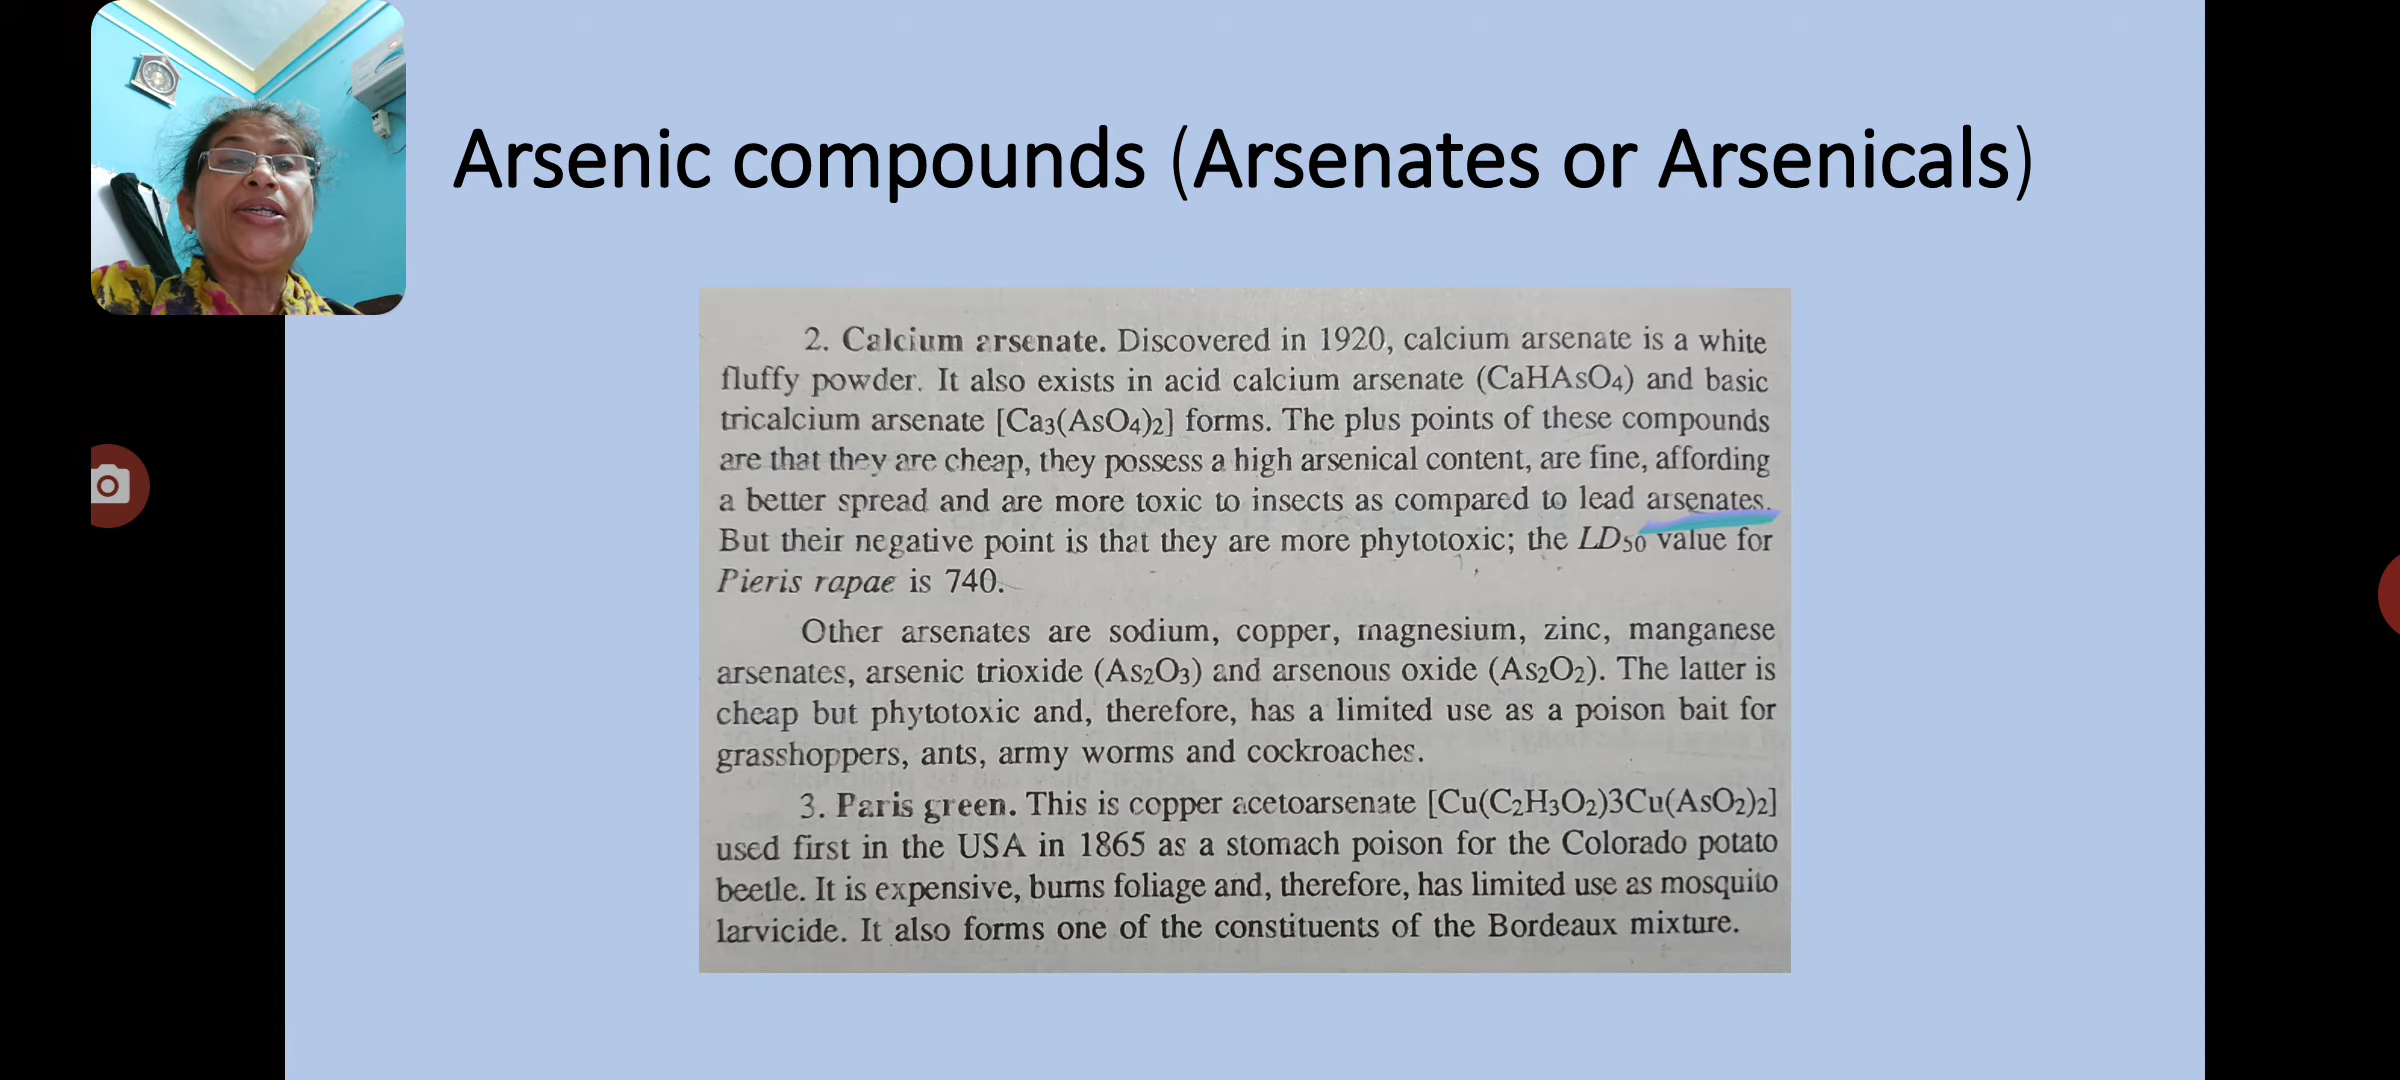 Arsenic compounds (Arsenates or Arsenicals)
2. Calcium arsenate. Discovered in 1920, calcium arsenate is a white
fluffy powder. It also exists in acid calcium arsenate (CaHAsO4) and basic
tricalcium arsenate [Ca3(AsO4)2] forms. The plus points of these compounds
are that they are cheap, they possess a high arsenical content, are fine, affording
a better spread and are more toxic to insects as compared to lead arsenates.
But their negative point is that they are more phytotoxic; the LD50 value for
Pieris rapae is 740.
Other arsenates are sodium, copper, magnesium, zinc, manganese
arsenates, arsenic trioxide (As2O3) and arsenous oxide (As2O2). The latter is
cheap but phytotoxic and, therefore, has a limited use as a poison bait for
grasshoppers, ants, army worms and cockroaches.
3. Paris green. This is copper acetoarsenate [Cu(C2H3O2)3Cu(AsO2)2]
used first in the USA in 1865 as a stomach poison for the Colorado potato
beetle. It is expensive, burns foliage and, therefore, has limited use as mosquito
larvicide. It also forms one of the constituents of the Bordeaux mixture.